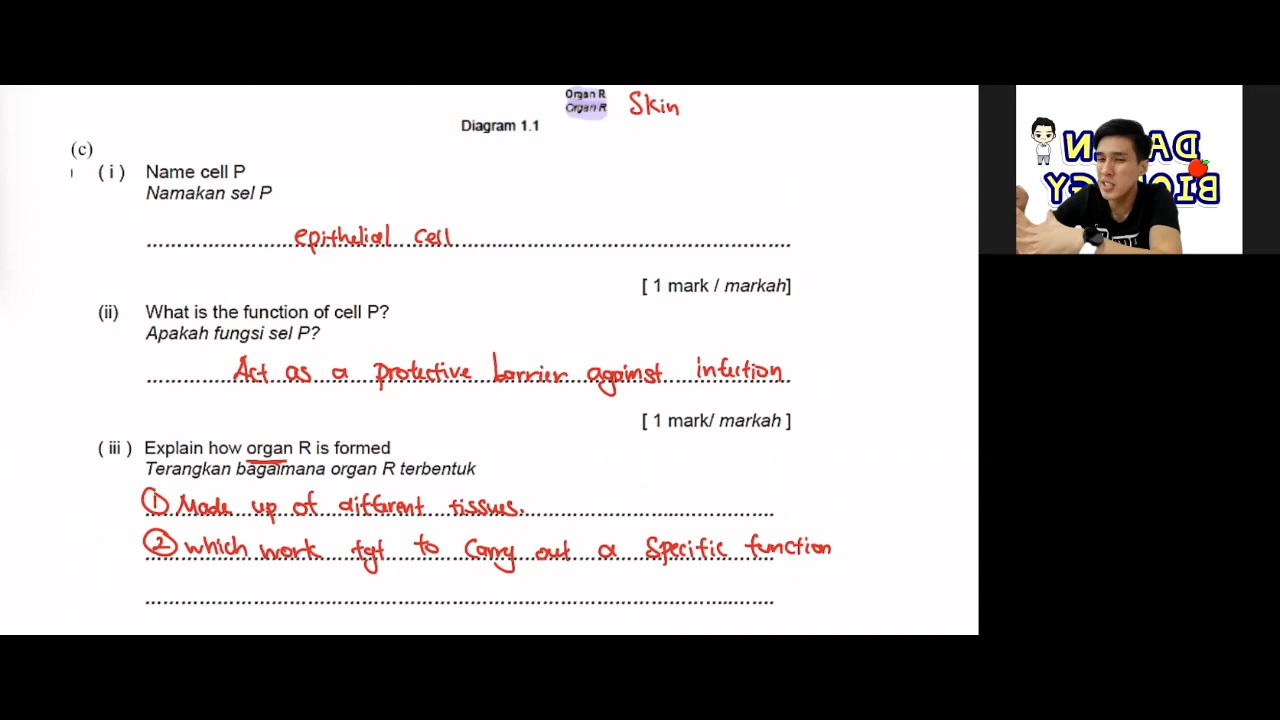 Organ R
Organ R Skin
Diagram 1.1
(c)
( i ) Name cell P
Namakan sel P
epithelial cell
[ 1 mark / markah]
(ii) What is the function of cell P?
Apakah fungsi sel P?
Act as a protective barrier against infection
[ 1 mark/ markah ]
( iii ) Explain how organ R is formed
Terangkan bagaimana organ R terbentuk
① Made up of different tissues.
② which work tgt to carry out a specific function
BIOLOGY